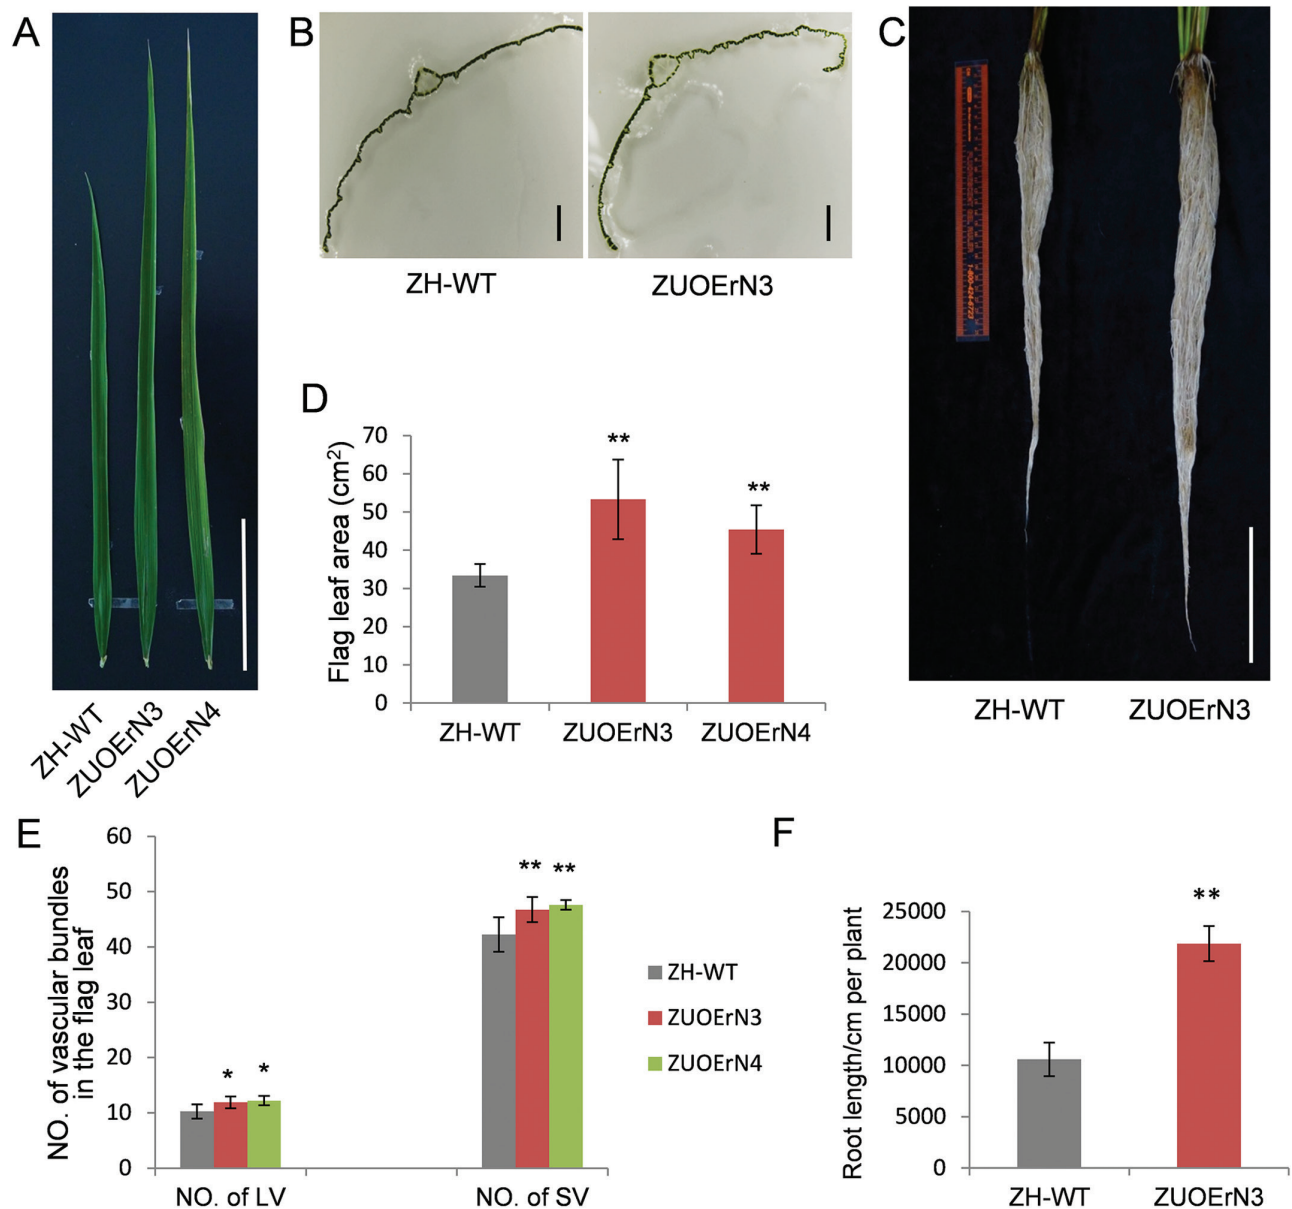 A
B
C
ZH-WT
ZUOErN3
ZH-WT
ZUOErN3
ZUOErN4
D
Flag leaf area (cm²)
70
60
50
40
30
20
10
0
**
**
ZH-WT
ZUOErN3
ZUOErN4
ZH-WT
ZUOErN3
E
NO. of vascular bundles
in the flag leaf
60
50
40
30
20
10
0
*
*
**
**
NO. of LV
NO. of SV
ZH-WT
ZUOErN3
ZUOErN4
F
Root length/cm per plant
25000
20000
15000
10000
5000
0
**
ZH-WT
ZUOErN3